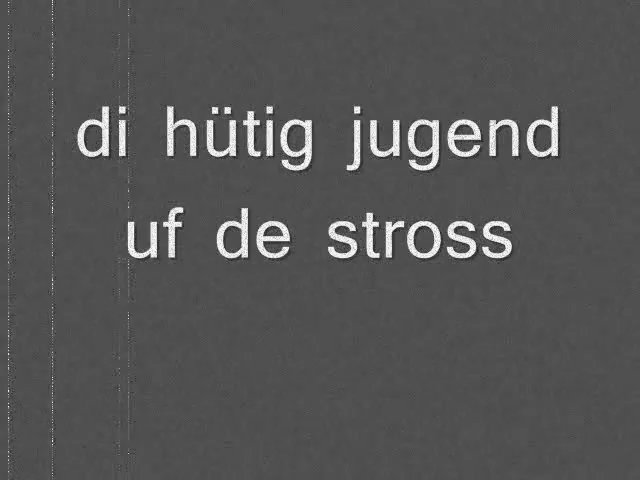 di hütig jugend
uf de stross